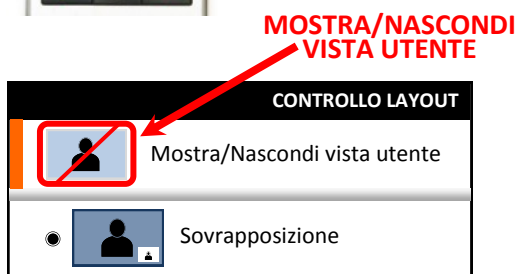 MOSTRA/NASCONDI
VISTA UTENTE
CONTROLLO LAYOUT
Mostra/Nascondi vista utente
Sovrapposizione